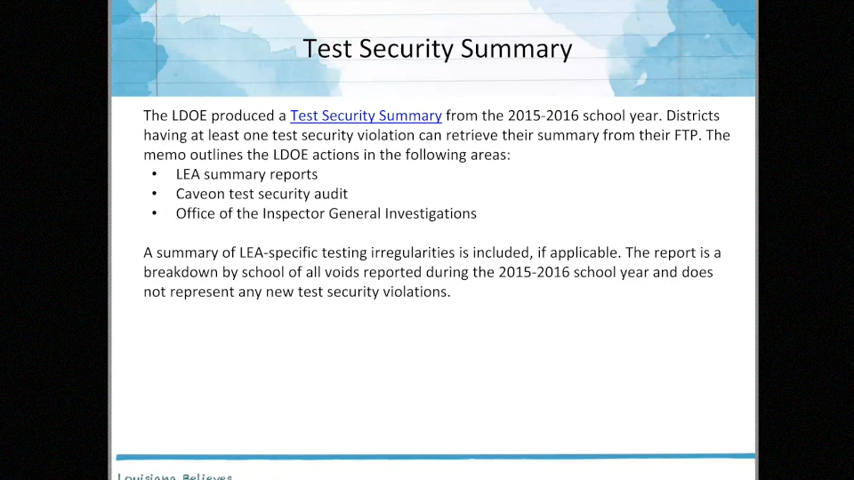 Test Security Summary
The LDOE produced a Test Security Summary from the 2015-2016 school year. Districts
having at least one test security violation can retrieve their summary from their FTP. The
memo outlines the LDOE actions in the following areas:
• LEA summary reports
• Caveon test security audit
• Office of the Inspector General Investigations
A summary of LEA-specific testing irregularities is included, if applicable. The report is a
breakdown by school of all voids reported during the 2015-2016 school year and does
not represent any new test security violations.
Louisiana Believes